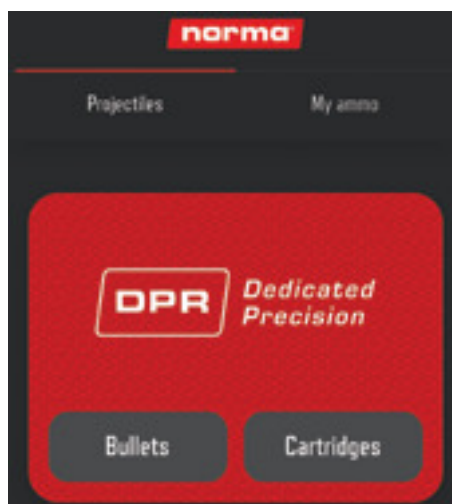 norma
Projectiles My ammo
DPR Dedicated
Precision
Bullets Cartridges